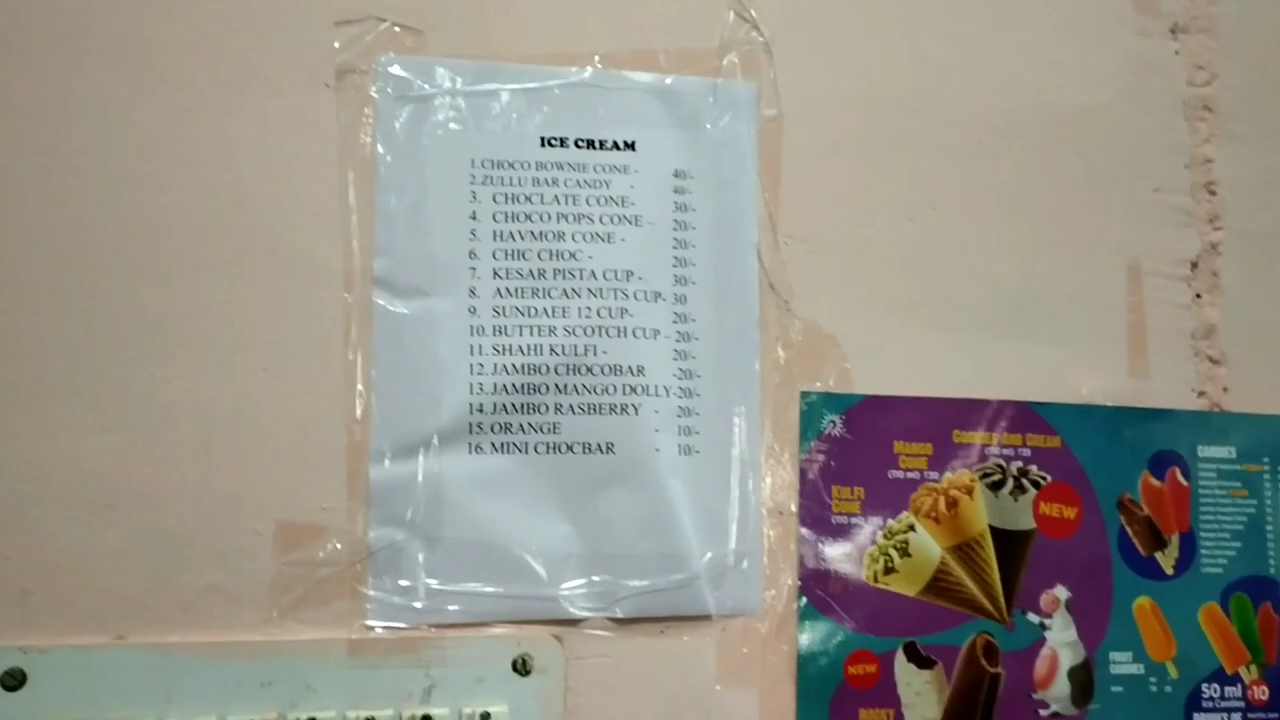 ICE CREAM
1.CHOCO BOWNIE CONE - 40/-
2.ZULLU BAR CANDY - 40/-
3. CHOCLATE CONE- 30/-
4. CHOCO POPS CONE - 20/-
5. HAVMOR CONE - 20/-
6. CHIC CHOC - 20/-
7. KESAR PISTA CUP - 30/-
8. AMERICAN NUTS CUP- 30
9. SUNDAEE 12 CUP- 20/-
10. BUTTER SCOTCH CUP - 20/-
11. SHAHI KULFI - 20/-
12. JAMBO CHOCOBAR -20/-
13. JAMBO MANGO DOLLY-20/-
14. JAMBO RASBERRY - 20/-
15. ORANGE - 10/-
16. MINI CHOCBAR - 10/-
COOKIES AND CREAM
MANGO
CONE
KULFI
CONE
NEW
CANDIES
NEW
FRUIT
CANDIES
50 ml ₹10
Ice Candies